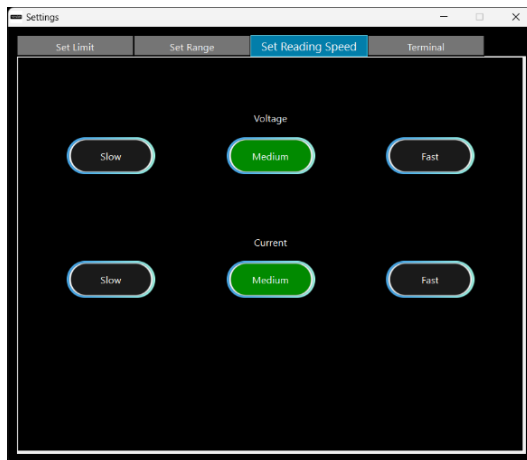 Settings
Set Limit Set Range Set Reading Speed Terminal
Voltage
Slow Medium Fast
Current
Slow Medium Fast